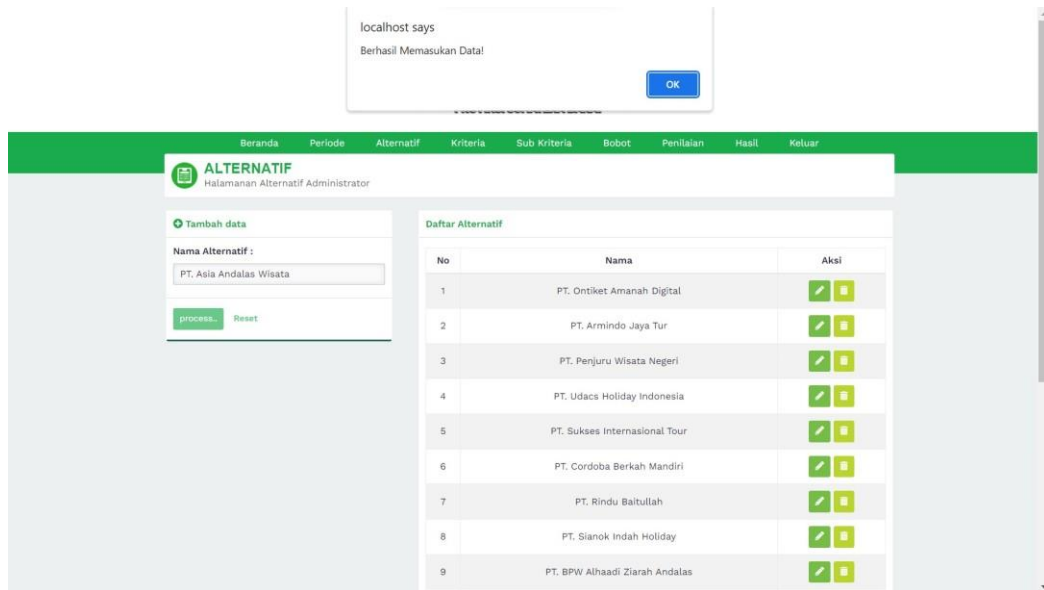 localhost says
Berhasil Memasukan Data!
OK
Beranda Periode Alternatif Kriteria Sub Kriteria Bobot Penilaian Hasil Keluar
ALTERNATIF
Halamanan Alternatif Administrator
Tambah data
Nama Alternatif :
PT. Asia Andalas Wisata
process.. Reset
Daftar Alternatif
No Nama Aksi
1 PT. Ontiket Amanah Digital
2 PT. Armindo Jaya Tur
3 PT. Penjuru Wisata Negeri
4 PT. Udacs Holiday Indonesia
5 PT. Sukses Internasional Tour
6 PT. Cordoba Berkah Mandiri
7 PT. Rindu Baitullah
8 PT. Sianok Indah Holiday
9 PT. BPW Alhaadi Ziarah Andalas